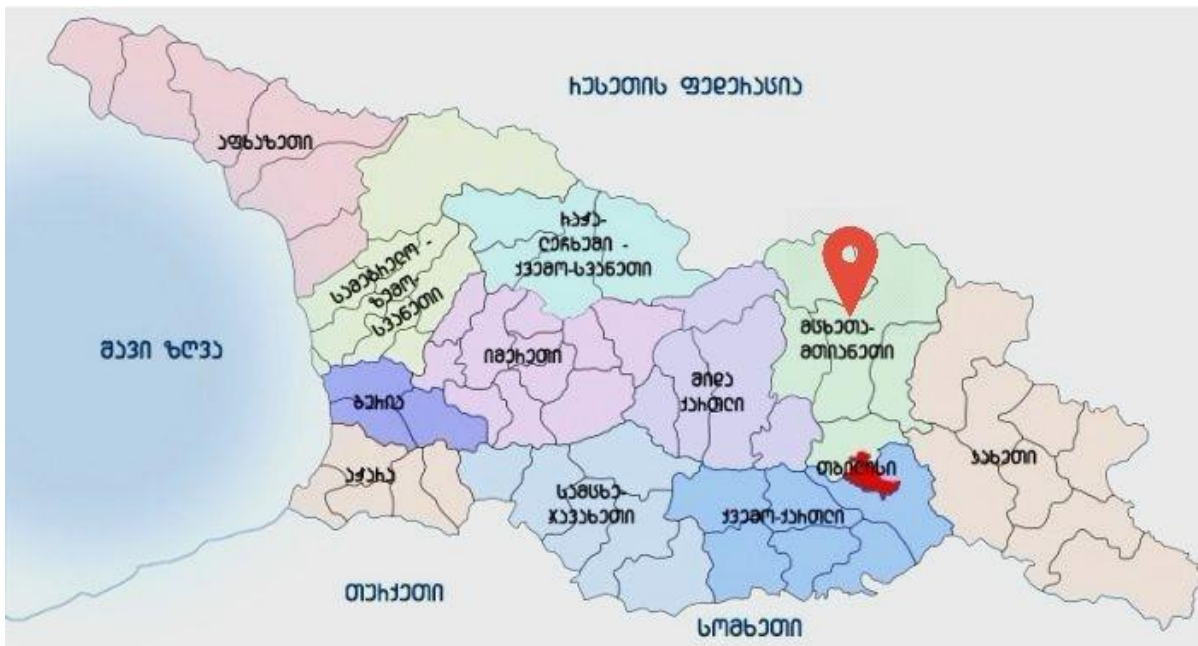 რუსეთის ფედერაცია
აფხაზეთი
რაჭა-
ლეჩხუმი -
ქვემო-სვანეთი
სამეგრელო -
ზემო-
სვანეთი
მცხეთა-
მთიანეთი
შავი ზღვა
იმერეთი
შიდა
ქართლი
გურია
თბილისი
კახეთი
აჭარა
სამცხე-
ჯავახეთი
ქვემო-ქართლი
თურქეთი
სომხეთი